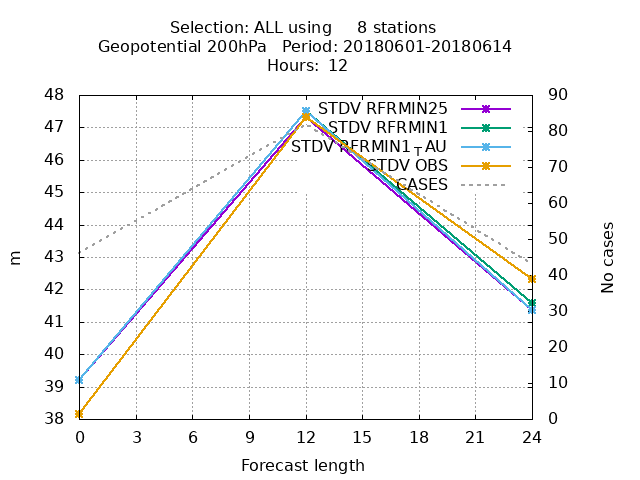 Selection: ALL using 8 stations
Geopotential 200hPa Period: 20180601-20180614
Hours: 12
48
47
46
45
44
43
42
41
40
39
38
90
80
70
60
50
40
30
20
10
0
STDV RFRMIN25
STDV RFRMIN1
STDV RFRMIN1TAU
STDV OBS
CASES
m
No cases
0 3 6 9 12 15 18 21 24
Forecast length